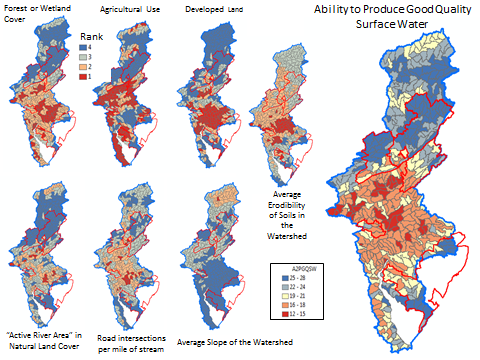 Forest or Wetland
Cover
Agricultural Use
Developed Land
Ability to Produce Good Quality
Surface Water
Rank
4
3
2
1
Average
Erodibility
of Soils in
the
Watershed
A2PGQSW
25 - 28
22 - 24
19 - 21
16 - 18
12 - 15
"Active River Area" in
Natural Land Cover
Road intersections
per mile of stream
Average Slope of the Watershed